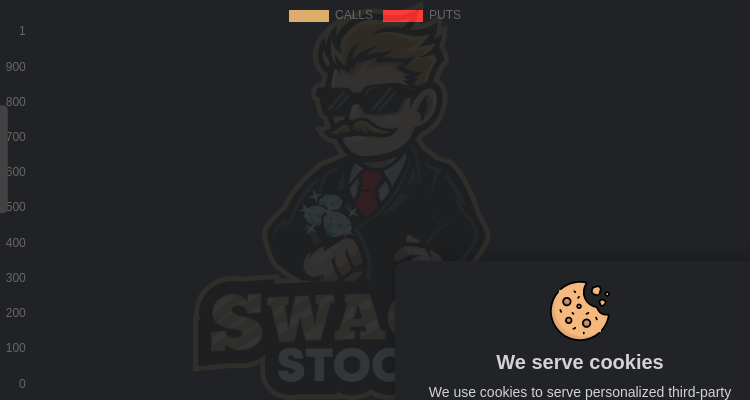 CALLS PUTS
1
900
800
700
600
500
400
300
200
100
0
SWAG
STOC
We serve cookies
We use cookies to serve personalized third-party